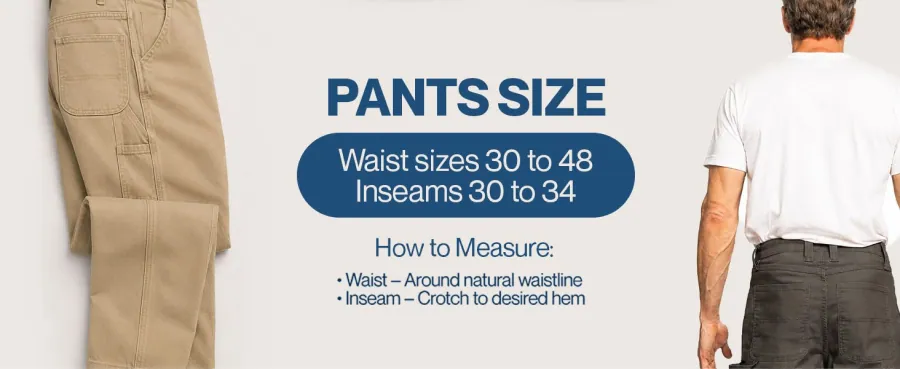 PANTS SIZE
Waist sizes 30 to 48
Inseams 30 to 34
How to Measure:
• Waist – Around natural waistline
• Inseam – Crotch to desired hem